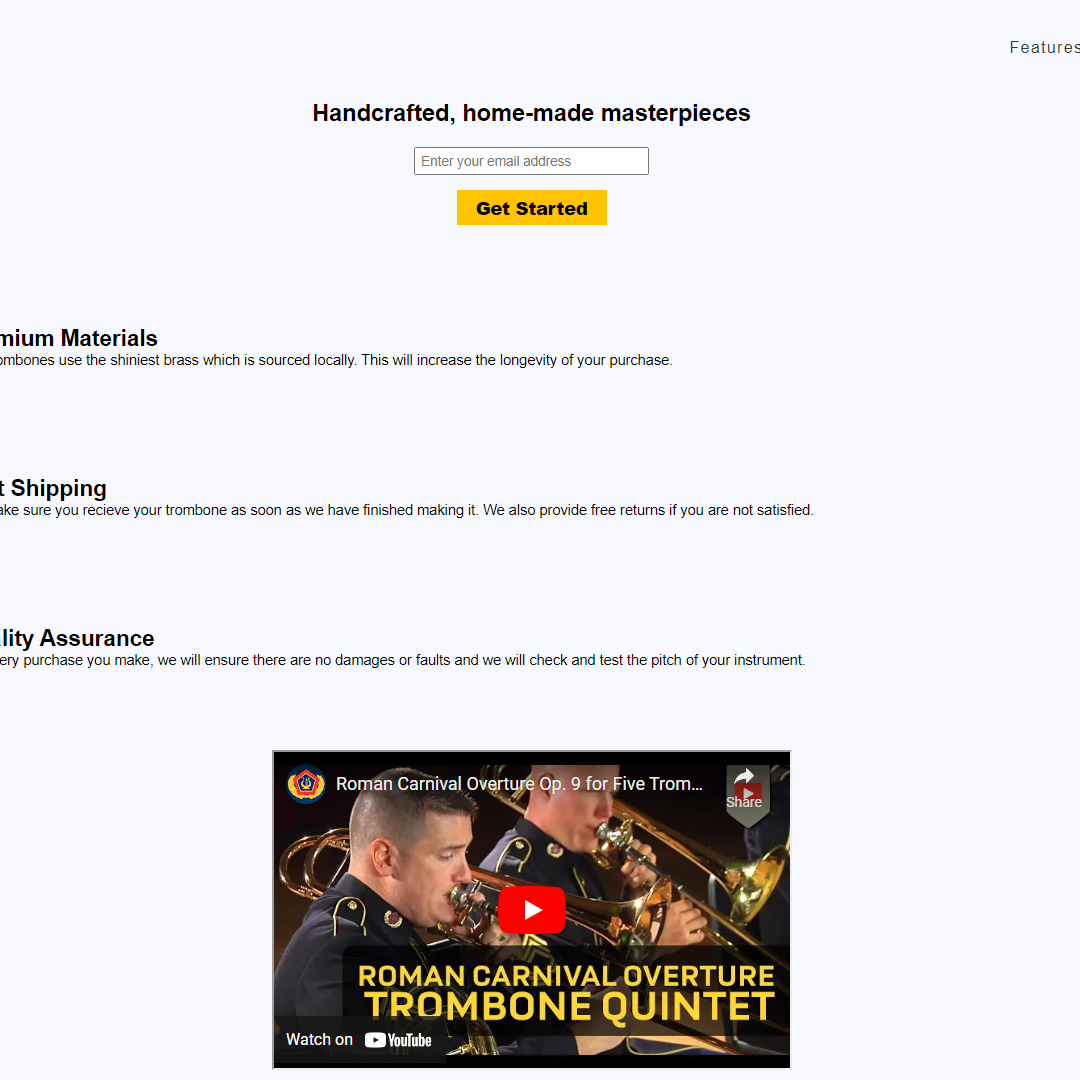 Features
Handcrafted, home-made masterpieces
Enter your email address
Get Started
mium Materials
ombones use the shiniest brass which is sourced locally. This will increase the longevity of your purchase.
t Shipping
ake sure you recieve your trombone as soon as we have finished making it. We also provide free returns if you are not satisfied.
lity Assurance
ery purchase you make, we will ensure there are no damages or faults and we will check and test the pitch of your instrument.
Roman Carnival Overture Op. 9 for Five Trom...
Share
ROMAN CARNIVAL OVERTURE
TROMBONE QUINTET
Watch on YouTube